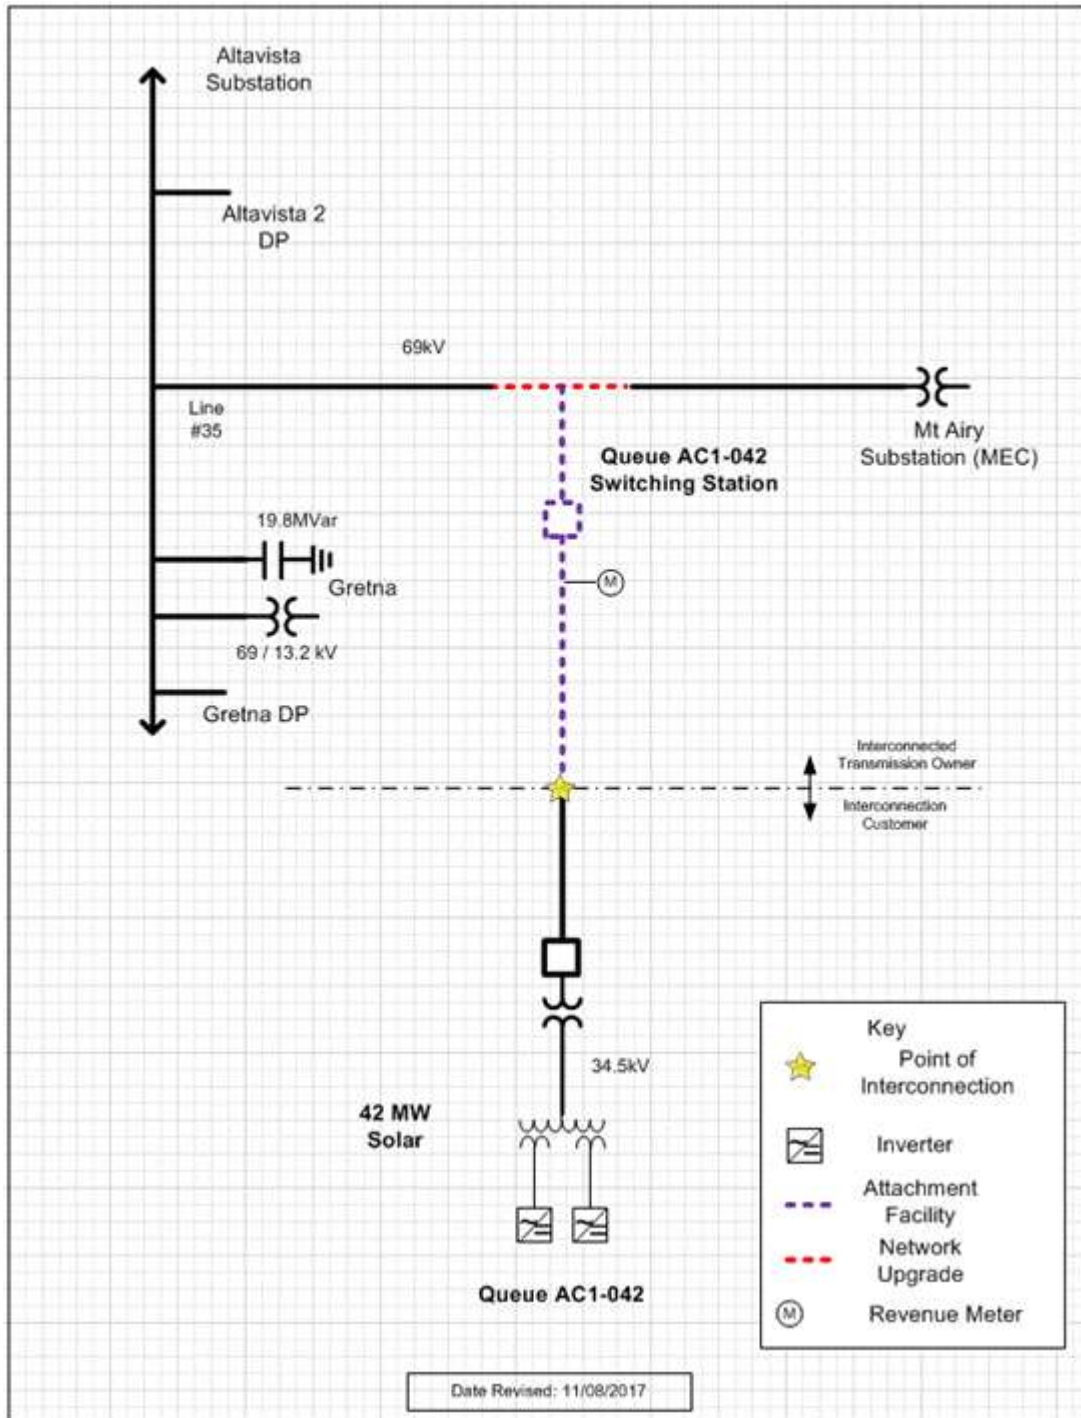 Altavista
Substation
Altavista 2
DP
69kV
Line
#35
Mt Airy
Substation (MEC)
Queue AC1-042
Switching Station
19.8MVar
Gretna
M
69 / 13.2 kV
Gretna DP
Interconnected
Transmission Owner
Interconnection
Customer
34.5kV
42 MW
Solar
Queue AC1-042
Key
Point of
Interconnection
Inverter
Attachment
Facility
Network
Upgrade
M
Revenue Meter
Date Revised: 11/08/2017